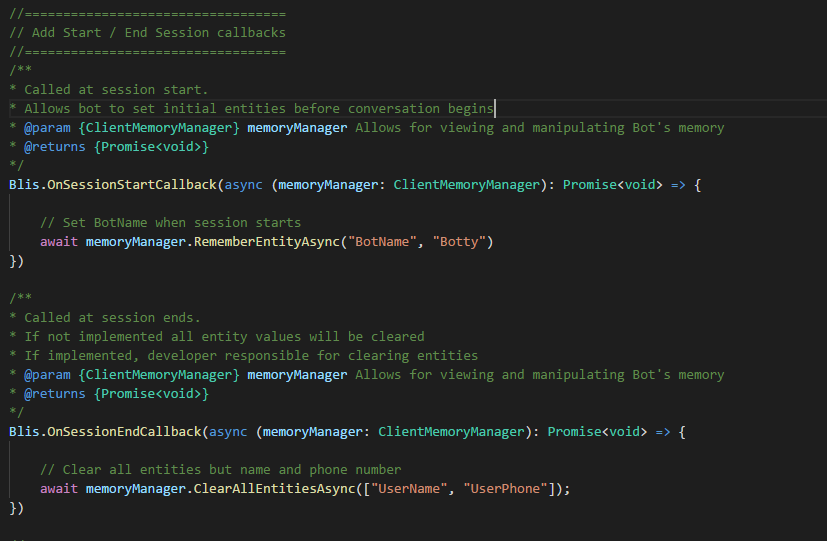 //==================================
// Add Start / End Session callbacks
//==================================
/**
* Called at session start.
* Allows bot to set initial entities before conversation begins
* @param {ClientMemoryManager} memoryManager Allows for viewing and manipulating Bot's memory
* @returns {Promise<void>}
*/
Blis.OnSessionStartCallback(async (memoryManager: ClientMemoryManager): Promise<void> => {
// Set BotName when session starts
await memoryManager.RememberEntityAsync("BotName", "Botty")
})
/**
* Called at session ends.
* If not implemented all entity values will be cleared
* If implemented, developer responsible for clearing entities
* @param {ClientMemoryManager} memoryManager Allows for viewing and manipulating Bot's memory
* @returns {Promise<void>}
*/
Blis.OnSessionEndCallback(async (memoryManager: ClientMemoryManager): Promise<void> => {
// Clear all entities but name and phone number
await memoryManager.ClearAllEntitiesAsync(["UserName", "UserPhone"]);
})